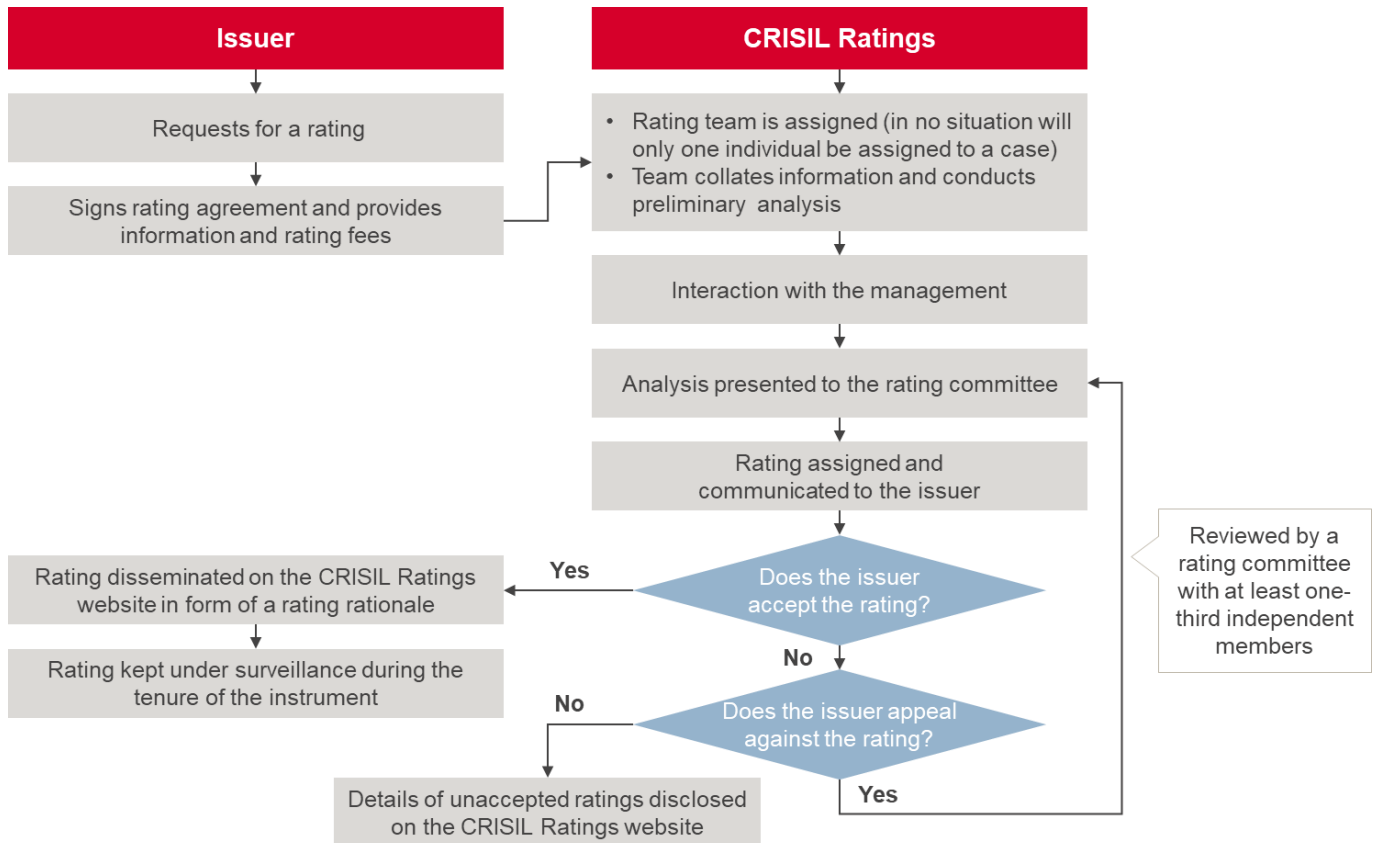 Issuer
CRISIL Ratings
Requests for a rating
Signs rating agreement and provides
information and rating fees
• Rating team is assigned (in no situation will
only one individual be assigned to a case)
• Team collates information and conducts
preliminary analysis
Interaction with the management
Analysis presented to the rating committee
Rating assigned and
communicated to the issuer
Does the issuer
accept the rating?
Yes
Rating disseminated on the CRISIL Ratings
website in form of a rating rationale
Rating kept under surveillance during the
tenure of the instrument
No
Does the issuer appeal
against the rating?
No
Details of unaccepted ratings disclosed
on the CRISIL Ratings website
Yes
Reviewed by a
rating committee
with at least one-
third independent
members